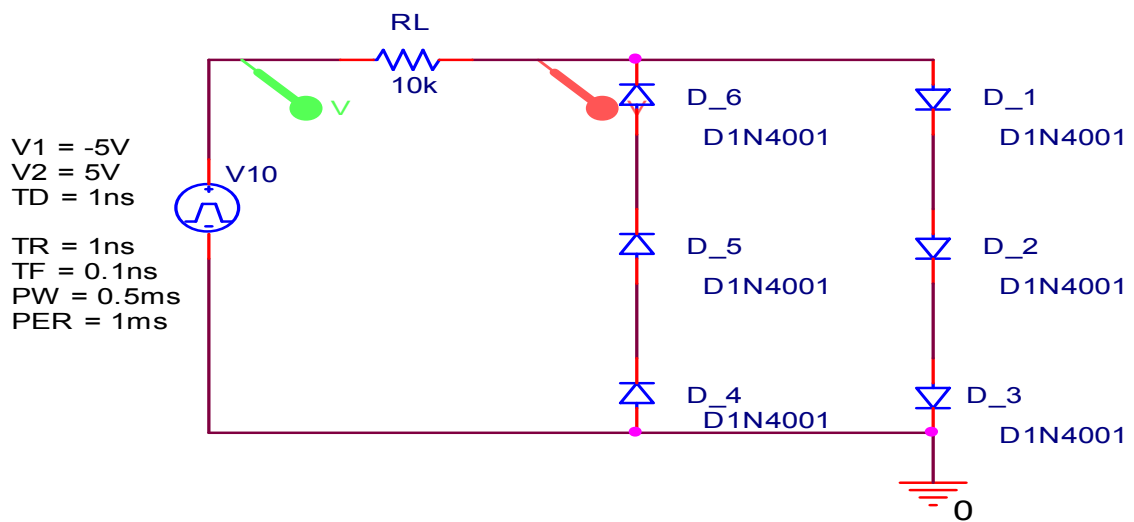 RL
10k
V
V
V1 = -5V
V2 = 5V
TD = 1ns
TR = 1ns
TF = 0.1ns
PW = 0.5ms
PER = 1ms
V10
D_6
D1N4001
D_1
D1N4001
D_5
D1N4001
D_2
D1N4001
D_4
D1N4001
D_3
D1N4001
0